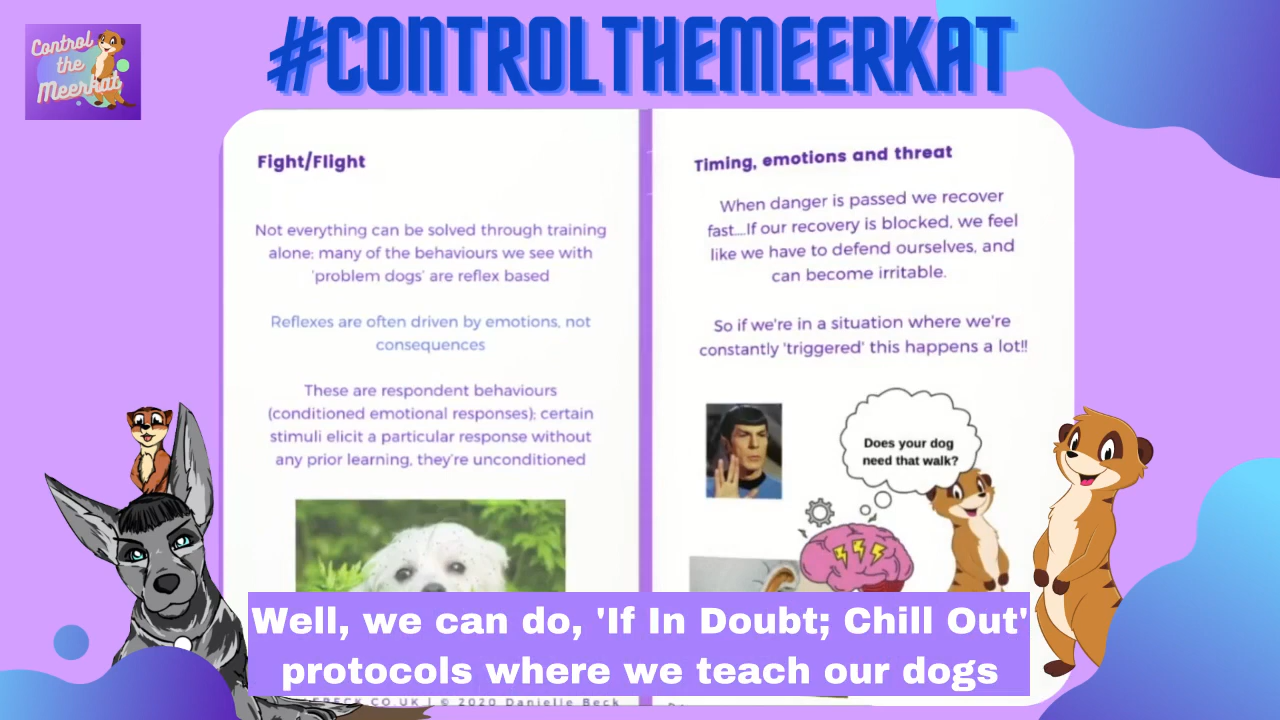 Control
the
Meerkat
#CONTROLTHEMEERKAT
Fight/Flight
Not everything can be solved through training
alone; many of the behaviours we see with
'problem dogs' are reflex based
Reflexes are often driven by emotions, not
consequences
These are respondent behaviours
(conditioned emotional responses); certain
stimuli elicit a particular response without
any prior learning, they're unconditioned
Timing, emotions and threat
When danger is passed we recover
fast....If our recovery is blocked, we feel
like we have to defend ourselves, and
can become irritable.
So if we're in a situation where we're
constantly 'triggered' this happens a lot!!
Does your dog
need that walk?
Well, we can do, 'If In Doubt; Chill Out'
protocols where we teach our dogs
.CO.UK | © 2020 Danielle Beck